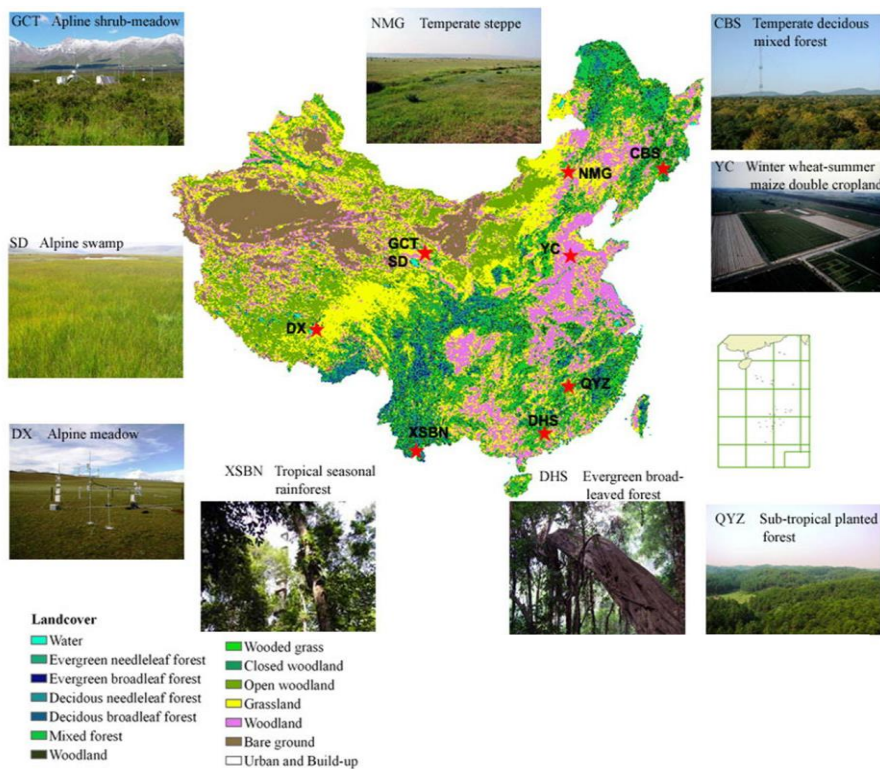 GCT Apline shrub-meadow
NMG Temperate steppe
CBS Temperate decidous
mixed forest
YC Winter wheat-summer
maize double cropland
SD Alpine swamp
CBS
NMG
GCT
SD
YC
DX
QYZ
DHS
XSBN
DX Alpine meadow
XSBN Tropical seasonal
rainforest
DHS Evergreen broad-
leaved forest
QYZ Sub-tropical planted
forest
Landcover
Water
Evergreen needleleaf forest
Evergreen broadleaf forest
Decidous needleleaf forest
Decidous broadleaf forest
Mixed forest
Woodland
Wooded grass
Closed woodland
Open woodland
Grassland
Woodland
Bare ground
Urban and Build-up